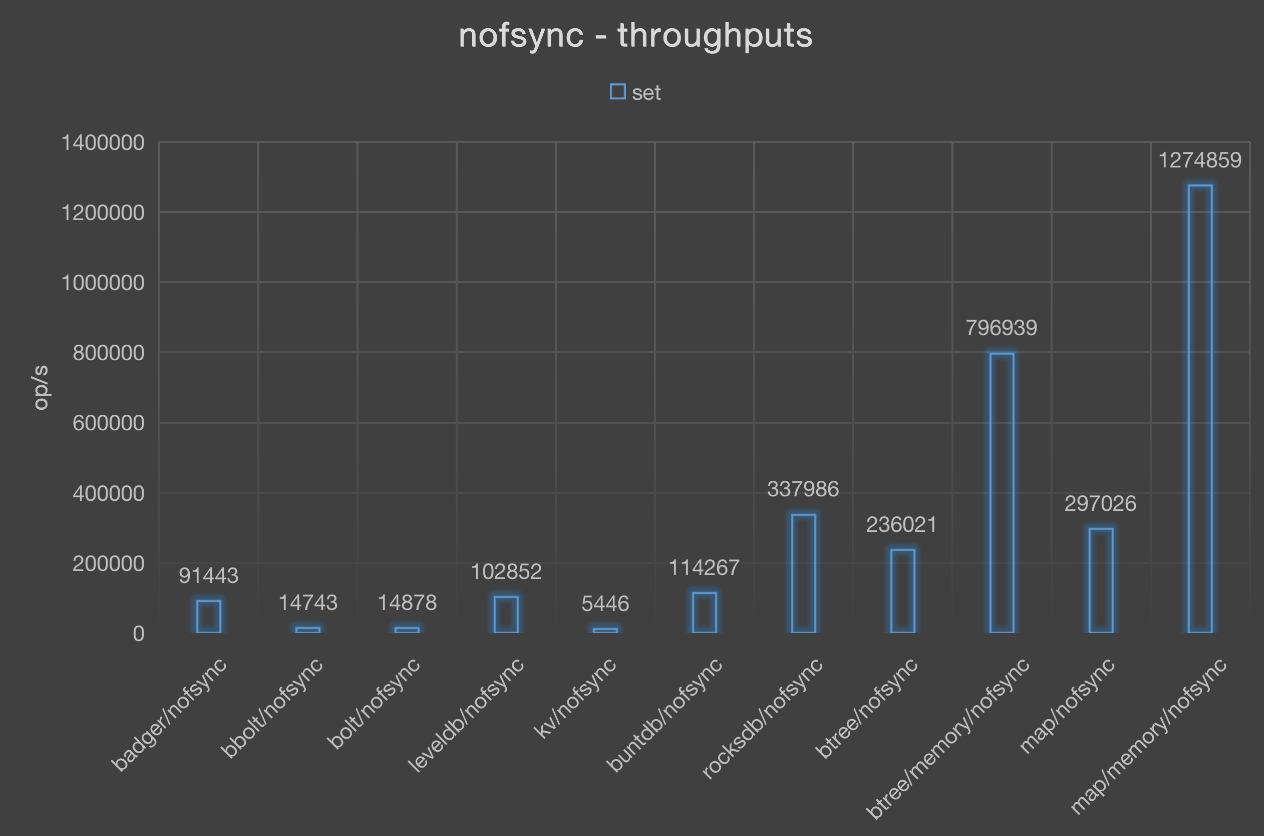 nofsync - throughputs
set
op/s
1400000
1200000
1000000
800000
600000
400000
200000
0
91443
14743
14878
102852
5446
114267
337986
236021
796939
297026
1274859
badger/nofsync
bbolt/nofsync
bolt/nofsync
leveldb/nofsync
kv/nofsync
buntdb/nofsync
rocksdb/nofsync
btree/nofsync
btree/memory/nofsync
map/nofsync
map/memory/nofsync